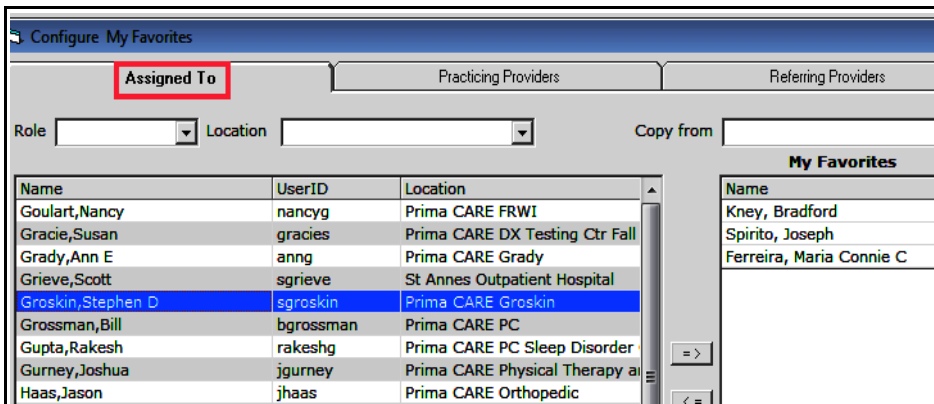 Configure My Favorites
Assigned To Practicing Providers Referring Providers
Role Location Copy from
My Favorites
Name UserID Location Name
Goulart,Nancy nancyg Prima CARE FRWI Kney, Bradford
Gracie,Susan gracies Prima CARE DX Testing Ctr Fall Spirito, Joseph
Grady,Ann E anng Prima CARE Grady Ferreira, Maria Connie C
Grieve,Scott sgrieve St Annes Outpatient Hospital
Groskin,Stephen D sgroskin Prima CARE Groskin
Grossman,Bill bgrossman Prima CARE PC
Gupta,Rakesh rakeshg Prima CARE PC Sleep Disorder
=>
Gurney,Joshua jgurney Prima CARE Physical Therapy a
Haas,Jason jhaas Prima CARE Orthopedic
<=